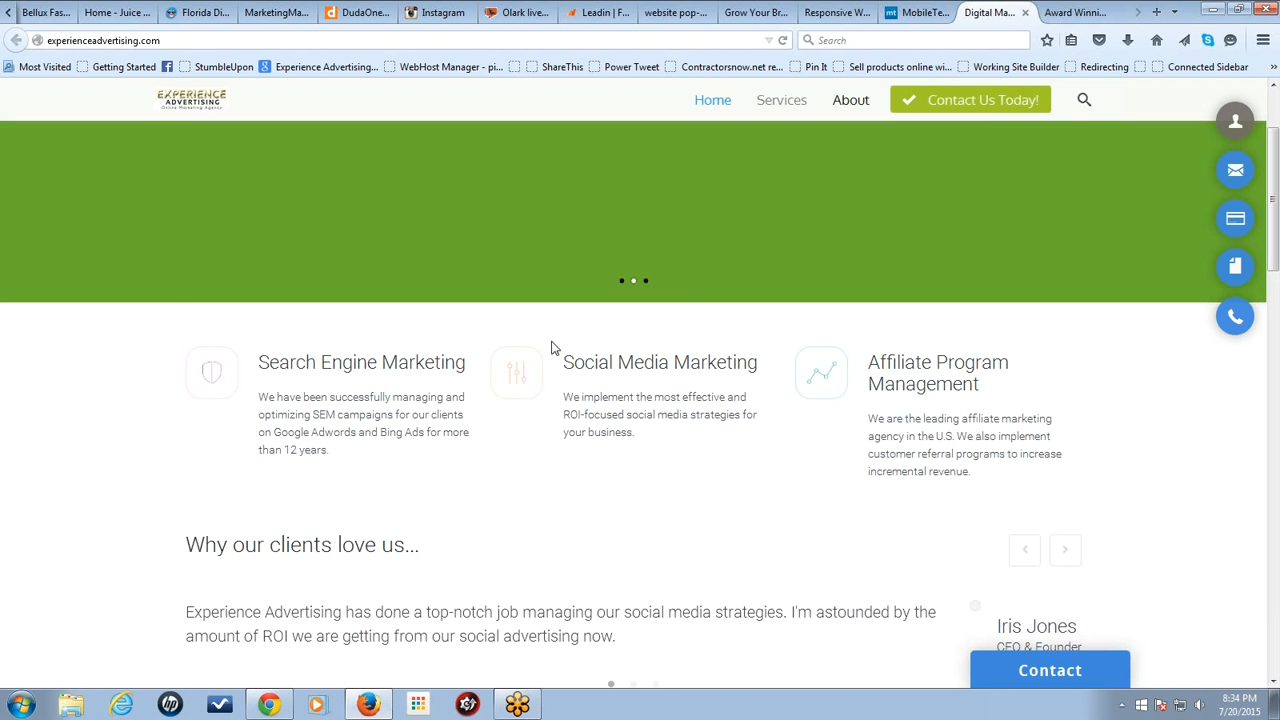 Bellux Fas...
Home - Juice ...
Florida Di...
MarketingMa...
DudaOne...
Instagram
Olark live...
Leadin | F...
website pop-...
Grow Your Br...
Responsive W...
MobileTe...
Digital Ma...
Award Winni...
experienceadvertising.com
Search
Most Visited
Getting Started
StumbleUpon
Experience Advertising...
WebHost Manager - pi...
ShareThis
Power Tweet
Contractorsnow.net re...
Pin It
Sell products online wi...
Working Site Builder
Redirecting
Connected Sidebar
EXPERIENCE
ADVERTISING
Online Marketing Agency
Home
Services
About
Contact Us Today!
Search Engine Marketing
We have been successfully managing and
optimizing SEM campaigns for our clients
on Google Adwords and Bing Ads for more
than 12 years.
Social Media Marketing
We implement the most effective and
ROI-focused social media strategies for
your business.
Affiliate Program
Management
We are the leading affiliate marketing
agency in the U.S. We also implement
customer referral programs to increase
incremental revenue.
Why our clients love us...
Experience Advertising has done a top-notch job managing our social media strategies. I'm astounded by the
amount of ROI we are getting from our social advertising now.
Iris Jones
CEO & Founder
Contact
8:34 PM
7/20/2015